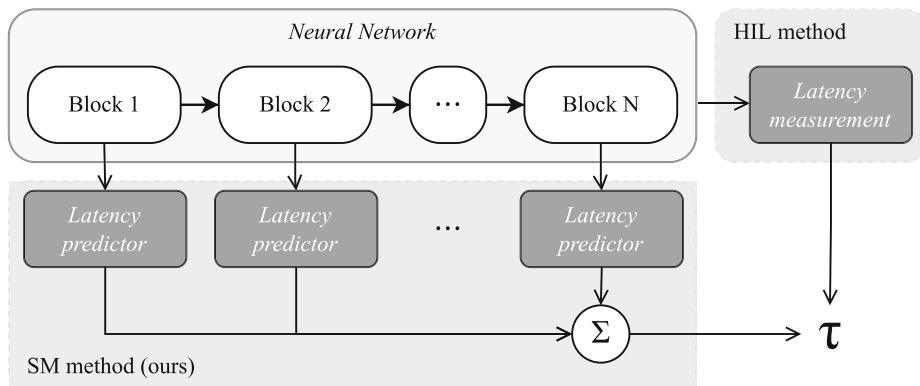 Neural Network
HIL method
Block 1
Block 2
...
Block N
Latency
measurement
Latency
predictor
Latency
predictor
...
Latency
predictor
Σ
τ
SM method (ours)